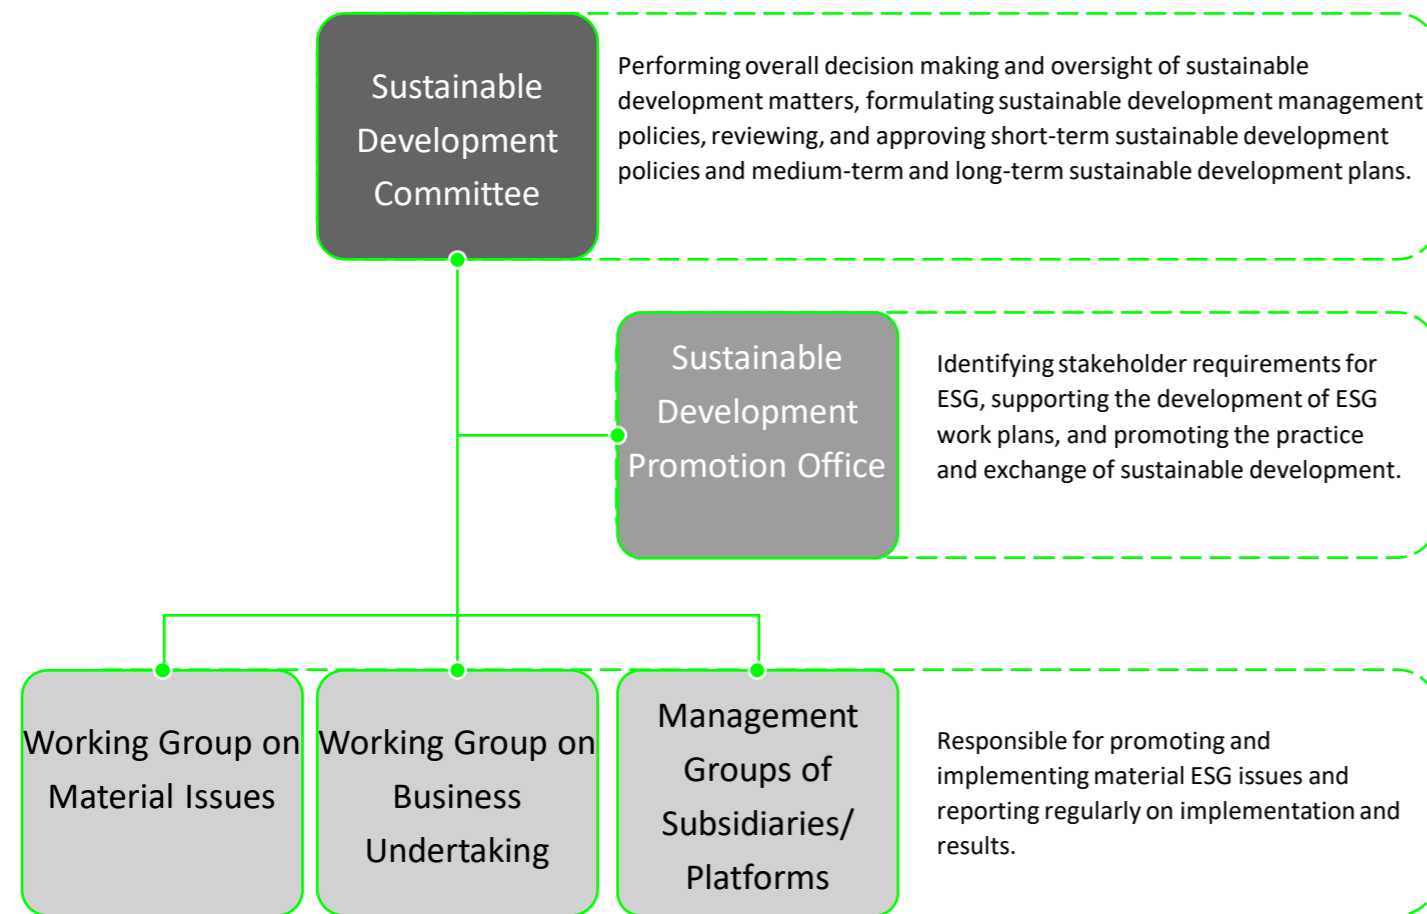 Sustainable
Development
Committee
Performing overall decision making and oversight of sustainable
development matters, formulating sustainable development management
policies, reviewing, and approving short-term sustainable development
policies and medium-term and long-term sustainable development plans.
Sustainable
Development
Promotion Office
Identifying stakeholder requirements for
ESG, supporting the development of ESG
work plans, and promoting the practice
and exchange of sustainable development.
Working Group on
Material Issues
Working Group on
Business
Undertaking
Management
Groups of
Subsidiaries/
Platforms
Responsible for promoting and
implementing material ESG issues and
reporting regularly on implementation and
results.